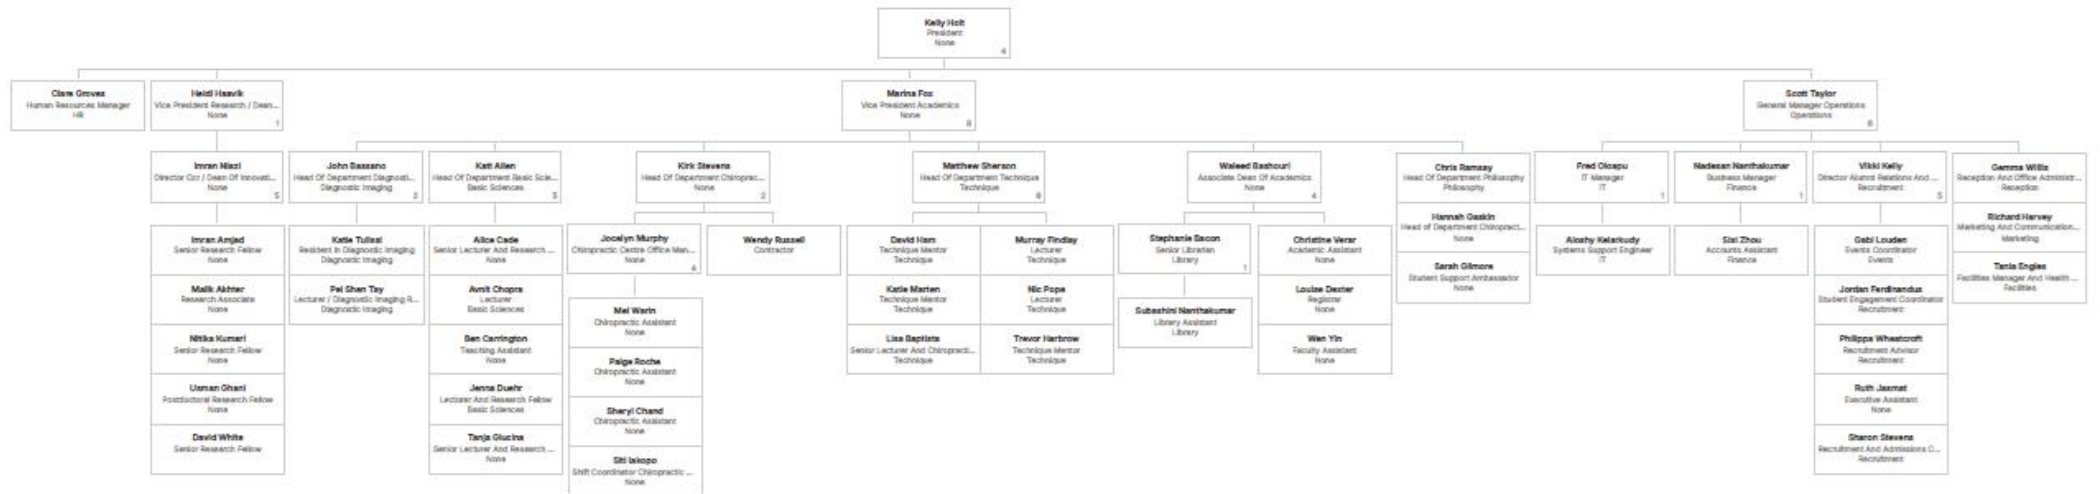 Kelly Holt
President
None
4
Clare Groves
Human Resources Manager
HR
Heidi Haavik
Vice President Research / Dean...
None
1
Marina Fox
Vice President Academics
None
8
Scott Taylor
General Manager Operations
Operations
6
Imran Niazi
Director Ccr / Dean Of Innovati...
None
5
John Bassano
Head Of Department Diagnosti...
Diagnostic Imaging
2
Katt Allen
Head Of Department Basic Scie...
Basic Sciences
5
Kirk Stevens
Head Of Department Chiroprac...
None
2
Matthew Sherson
Head Of Department Technique
Technique
6
Waleed Bashouri
Associate Dean Of Academics
None
4
Chris Ramsay
Head Of Department Philosophy
Philosophy
Hannah Gaskin
Head of Department Chiropract...
None
Sarah Gilmore
Student Support Ambassador
None
Fred
IT Manager
IT
1
Nadesan Nanthakumar
Business Manager
Finance
1
Vikki Kelly
Director Alumni Relations And ...
Recruitment
5
Gemma Willis
Reception And Office Administr...
Reception
Richard Harvey
Marketing And Communication...
Marketing
Tania Engles
Facilities Manager And Health ...
Facilities
Imran Amjad
Senior Research Fellow
None
Malik Akhter
Research Associate
None
Nitika Kumari
Senior Research Fellow
None
Usman Ghani
Postdoctoral Research Fellow
None
David White
Senior Research Fellow
Katie Tulissi
Resident In Diagnostic Imaging
Diagnostic Imaging
Pei Shen Tay
Lecturer / Diagnostic Imaging R...
Diagnostic Imaging
Alice Cade
Senior Lecturer And Research ...
None
Avnit Chopra
Lecturer
Basic Sciences
Ben Carrington
Teaching Assistant
None
Jenna Duehr
Lecturer And Research Fellow
Basic Sciences
Tanja Glucina
Senior Lecturer And Research ...
None
Jocelyn Murphy
Chiropractic Centre Office Man...
None
4
Mel Warin
Chiropractic Assistant
None
Paige Roche
Chiropractic Assistant
None
Sheryl Chand
Chiropractic Assistant
None
Siti Iakopo
Shift Coordinator Chiropractic ...
None
Wendy Russell
Contractor
David Ham
Technique Mentor
Technique
Katie Marten
Technique Mentor
Technique
Lisa Baptista
Senior Lecturer And Chiropracti...
Technique
Murray Findlay
Lecturer
Technique
Nic Pope
Lecturer
Technique
Trevor Harbrow
Technique Mentor
Technique
Stephanie Bacon
Senior Librarian
Library
1
Subashini Nanthakumar
Library Assistant
Library
Christine Verar
Academic Assistant
None
Louise Dexter
Registrar
None
Wen Yin
Faculty Assistant
None
Aloshy Kelarkudy
Systems Support Engineer
IT
Sisi Zhou
Accounts Assistant
Finance
Gabi Louden
Events Coordinator
Events
Jordan Ferdinandus
Student Engagement Coordinator
Recruitment
Philippa Wheatcroft
Recruitment Advisor
Recruitment
Ruth Jasmat
Executive Assistant
None
Sharon Stevens
Recruitment And Admissions C...
Recruitment